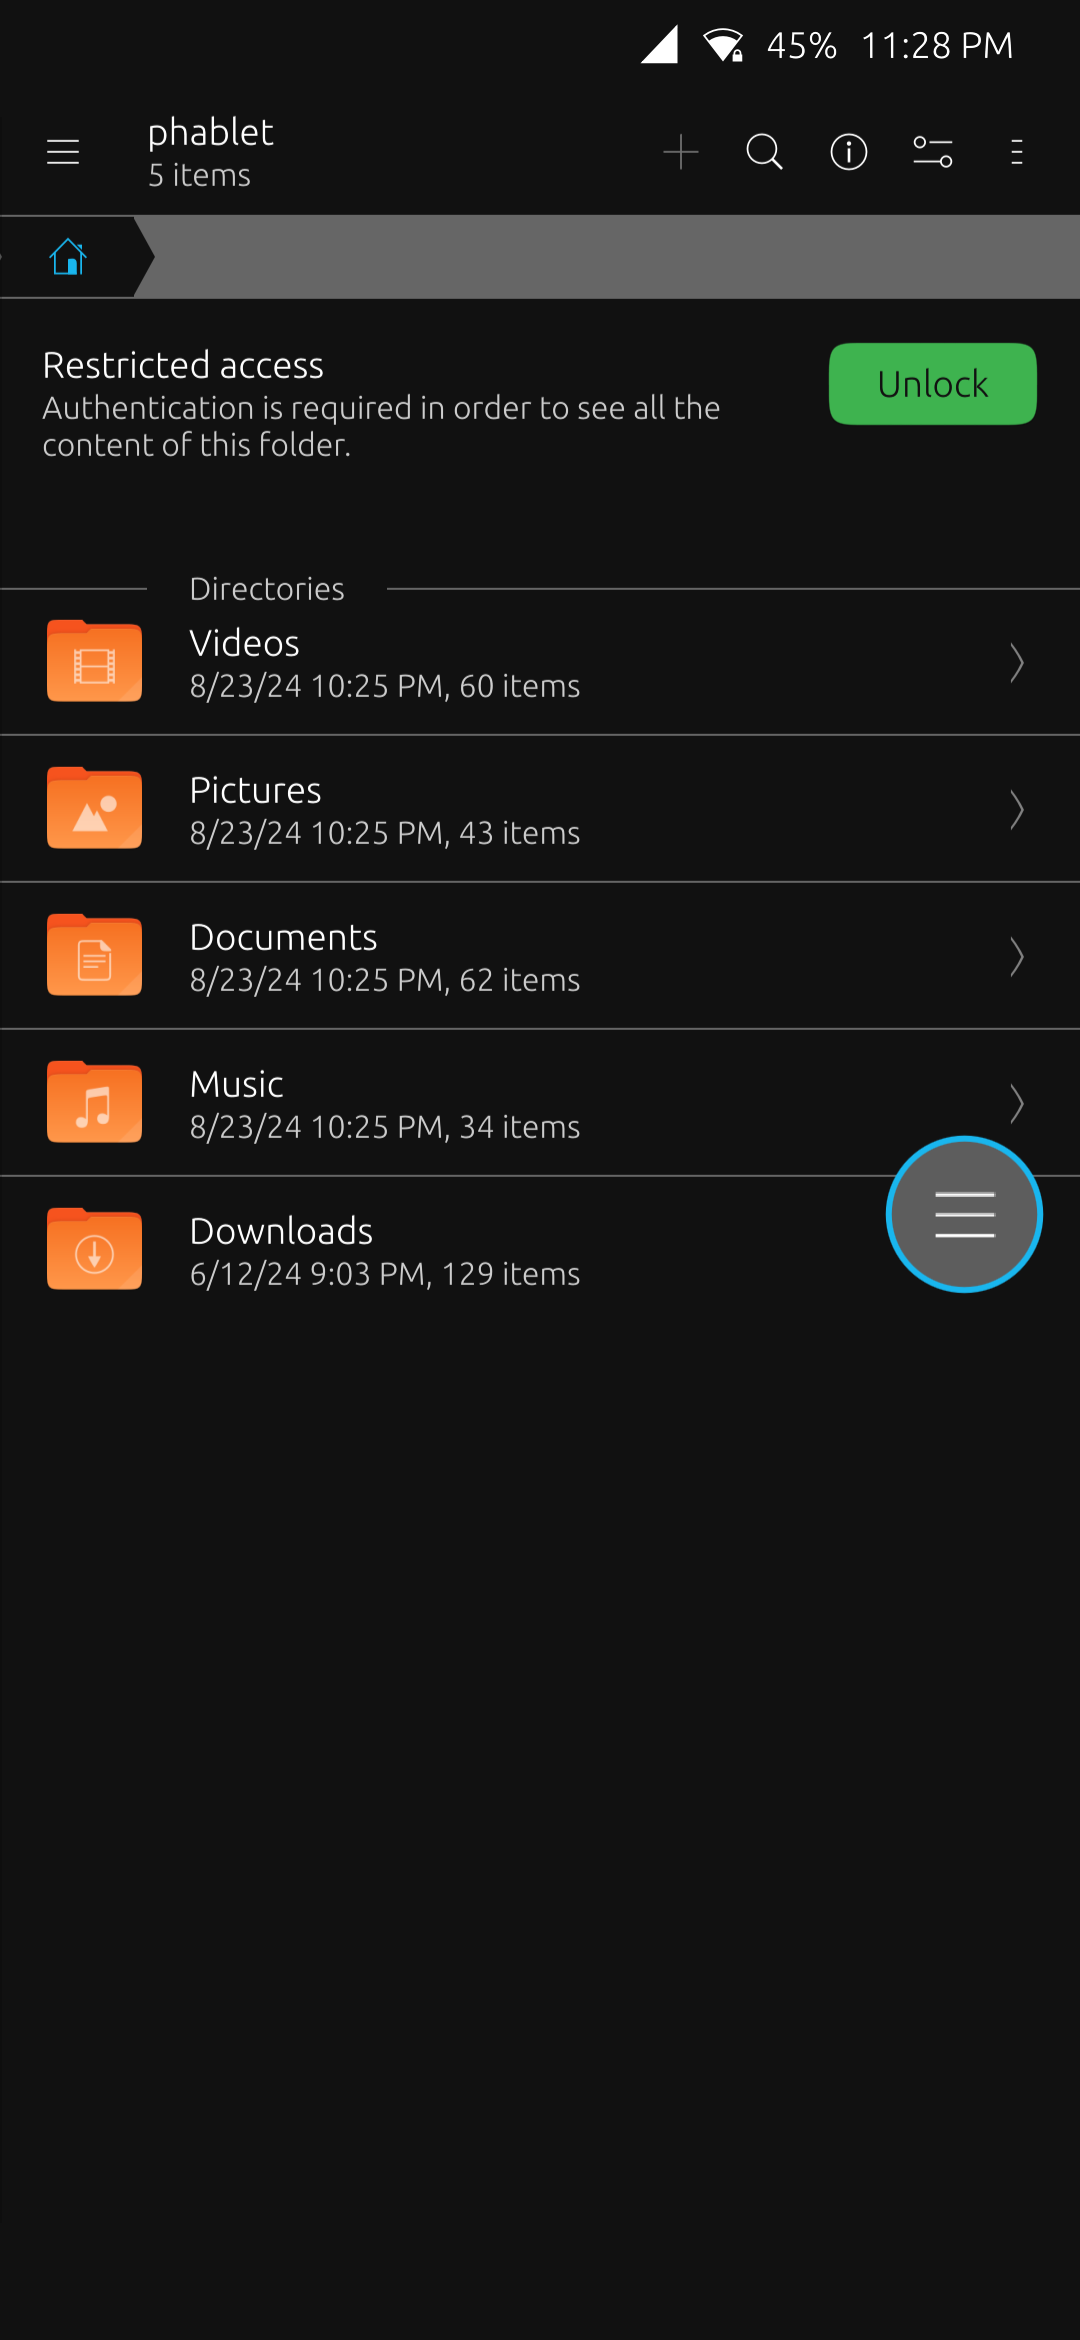 45% 11:28 PM
phablet
5 items
Restricted access
Authentication is required in order to see all the
content of this folder.
Unlock
Directories
Videos
8/23/24 10:25 PM, 60 items
Pictures
8/23/24 10:25 PM, 43 items
Documents
8/23/24 10:25 PM, 62 items
Music
8/23/24 10:25 PM, 34 items
Downloads
6/12/24 9:03 PM, 129 items